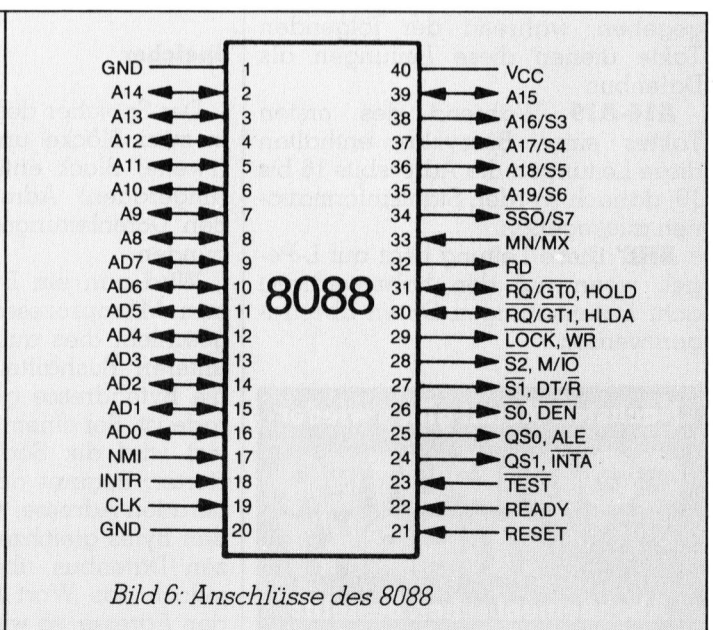 GND 1 40 VCC
A14 2 39 A15
A13 3 38 A16/S3
A12 4 37 A17/S4
A11 5 36 A18/S5
A10 6 35 A19/S6
A9 7 34 SSO/S7
A8 8 33 MN/MX
AD7 9 32 RD
AD6 10 31 RQ/GT0, HOLD
AD5 11 30 RQ/GT1, HLDA
AD4 12 29 LOCK, WR
AD3 13 28 S2, M/IO
AD2 14 27 S1, DT/R
AD1 15 26 S0, DEN
AD0 16 25 QS0, ALE
NMI 17 24 QS1, INTA
INTR 18 23 TEST
CLK 19 22 READY
GND 20 21 RESET
8088
Bild 6: Anschlüsse des 8088